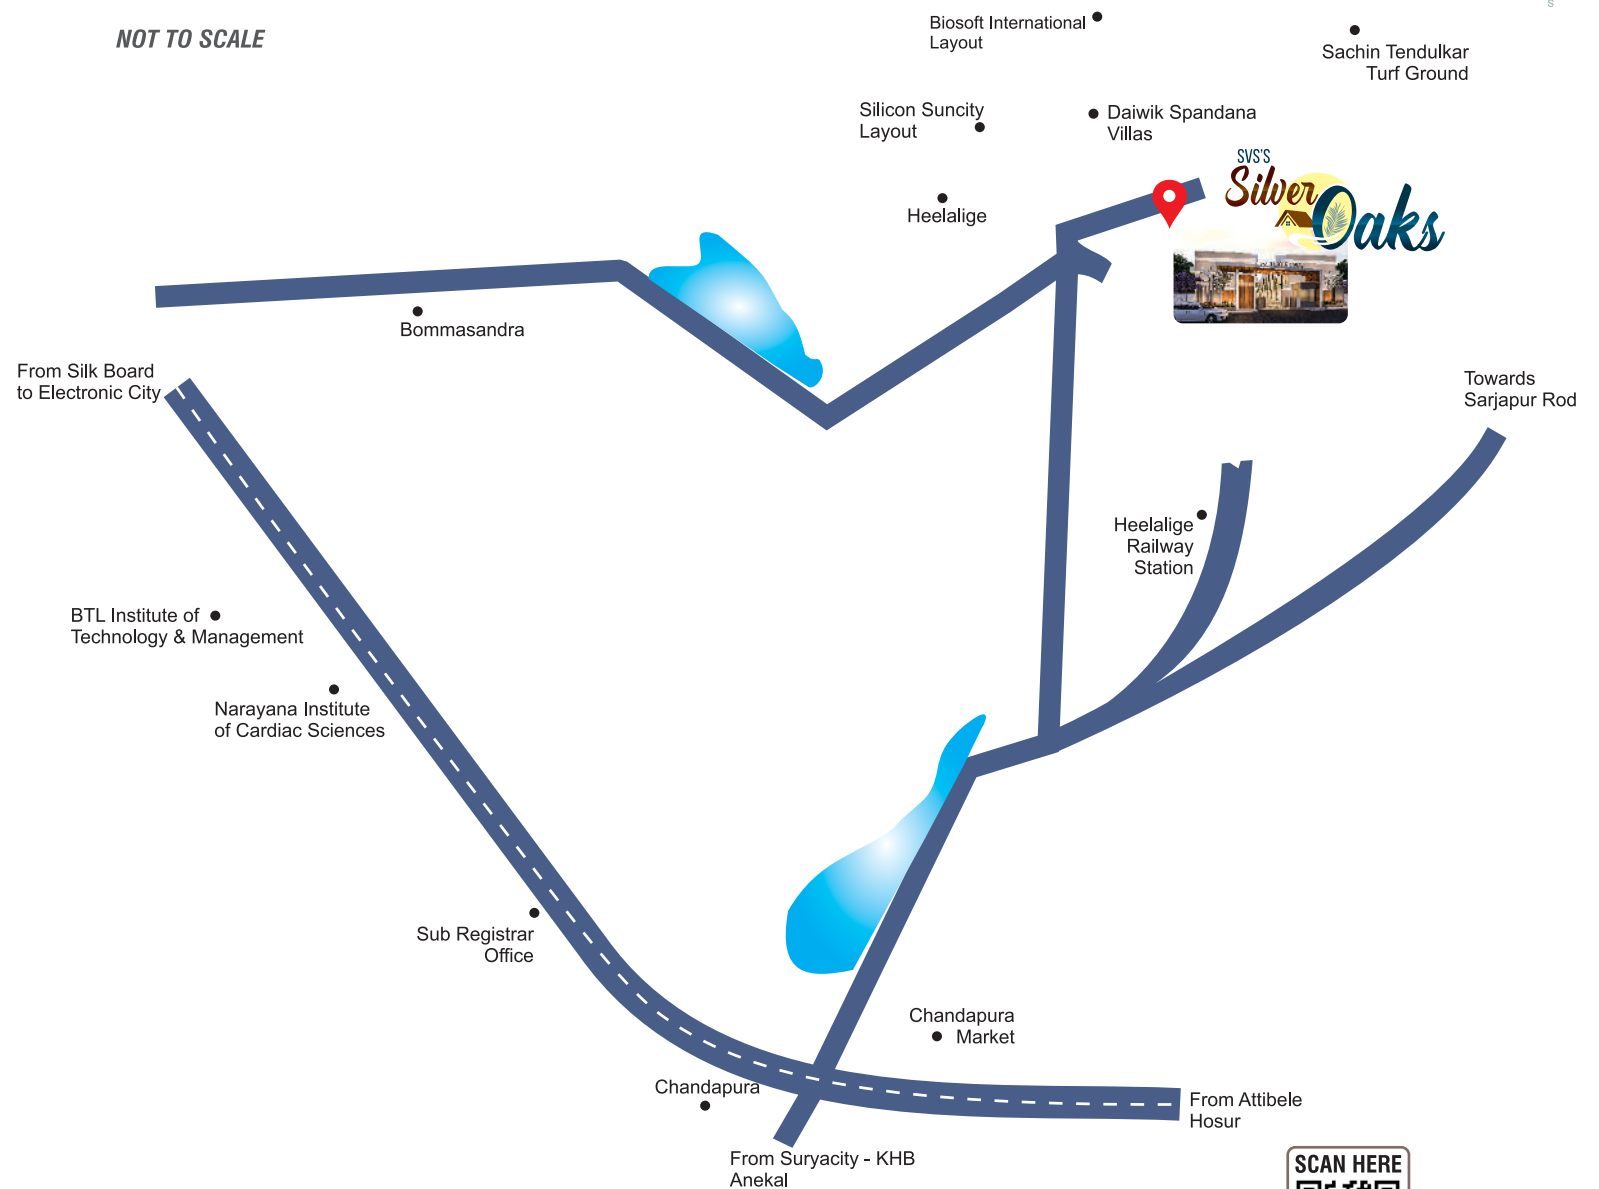 S
NOT TO SCALE
Biosoft International
Layout
Sachin Tendulkar
Turf Ground
Silicon Suncity
Layout
Daiwik Spandana
Villas
SVS'S
Silver
Oaks
Heelalige
Bommasandra
From Silk Board
to Electronic City
Towards
Sarjapur Rod
Heelalige
Railway
Station
BTL Institute of
Technology & Management
Narayana Institute
of Cardiac Sciences
Sub Registrar
Office
Chandapura
Market
Chandapura
From Attibele
Hosur
From Suryacity - KHB
Anekal
SCAN HERE